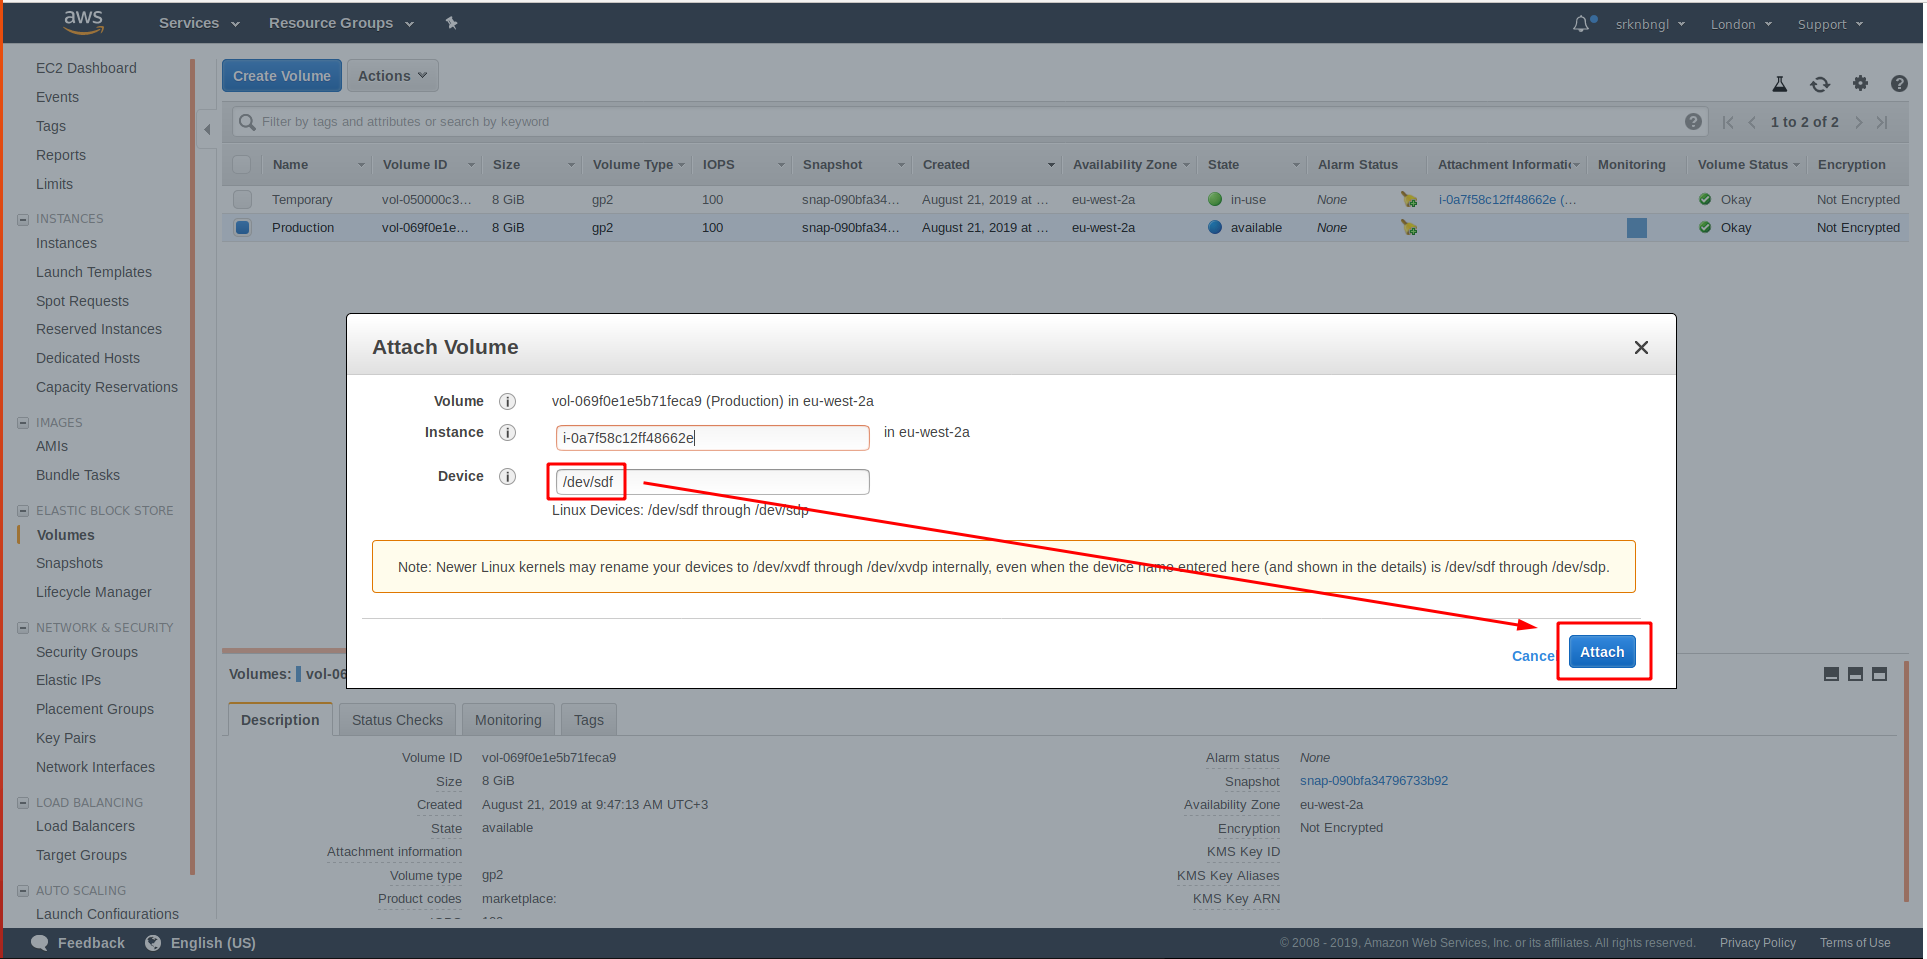 aws Services Resource Groups srknbngl London Support
EC2 Dashboard
Events
Tags
Reports
Limits
INSTANCES
Instances
Launch Templates
Spot Requests
Reserved Instances
Dedicated Hosts
Capacity Reservations
IMAGES
AMIs
Bundle Tasks
ELASTIC BLOCK STORE
Volumes
Snapshots
Lifecycle Manager
NETWORK & SECURITY
Security Groups
Elastic IPs
Placement Groups
Key Pairs
Network Interfaces
LOAD BALANCING
Load Balancers
Target Groups
AUTO SCALING
Launch Configurations
Create Volume Actions
Filter by tags and attributes or search by keyword 1 to 2 of 2
Name Volume ID Size Volume Type IOPS Snapshot Created Availability Zone State Alarm Status Attachment Informati Monitoring Volume Status Encryption
Temporary vol-050000c3... 8 GiB gp2 100 snap-090bfa34... August 21, 2019 at ... eu-west-2a in-use None i-0a7f58c12ff48662e (... Okay Not Encrypted
Production vol-069f0e1e... 8 GiB gp2 100 snap-090bfa34... August 21, 2019 at ... eu-west-2a available None Okay Not Encrypted
Attach Volume
Volume i vol-069f0e1e5b71feca9 (Production) in eu-west-2a
Instance i i-0a7f58c12ff48662e in eu-west-2a
Device i /dev/sdf
Linux Devices: /dev/sdf through /dev/sdp
Note: Newer Linux kernels may rename your devices to /dev/xvdf through /dev/xvdp internally, even when the device name entered here (and shown in the details) is /dev/sdf through /dev/sdp.
Cancel Attach
Volumes: vol-06
Description Status Checks Monitoring Tags
Volume ID vol-069f0e1e5b71feca9
Size 8 GiB
Created August 21, 2019 at 9:47:13 AM UTC+3
State available
Attachment information
Volume type gp2
Product codes marketplace:
Alarm status None
Snapshot snap-090bfa34796733b92
Availability Zone eu-west-2a
Encryption Not Encrypted
KMS Key ID
KMS Key Aliases
KMS Key ARN
Feedback English (US) © 2008 - 2019, Amazon Web Services, Inc. or its affiliates. All rights reserved. Privacy Policy Terms of Use